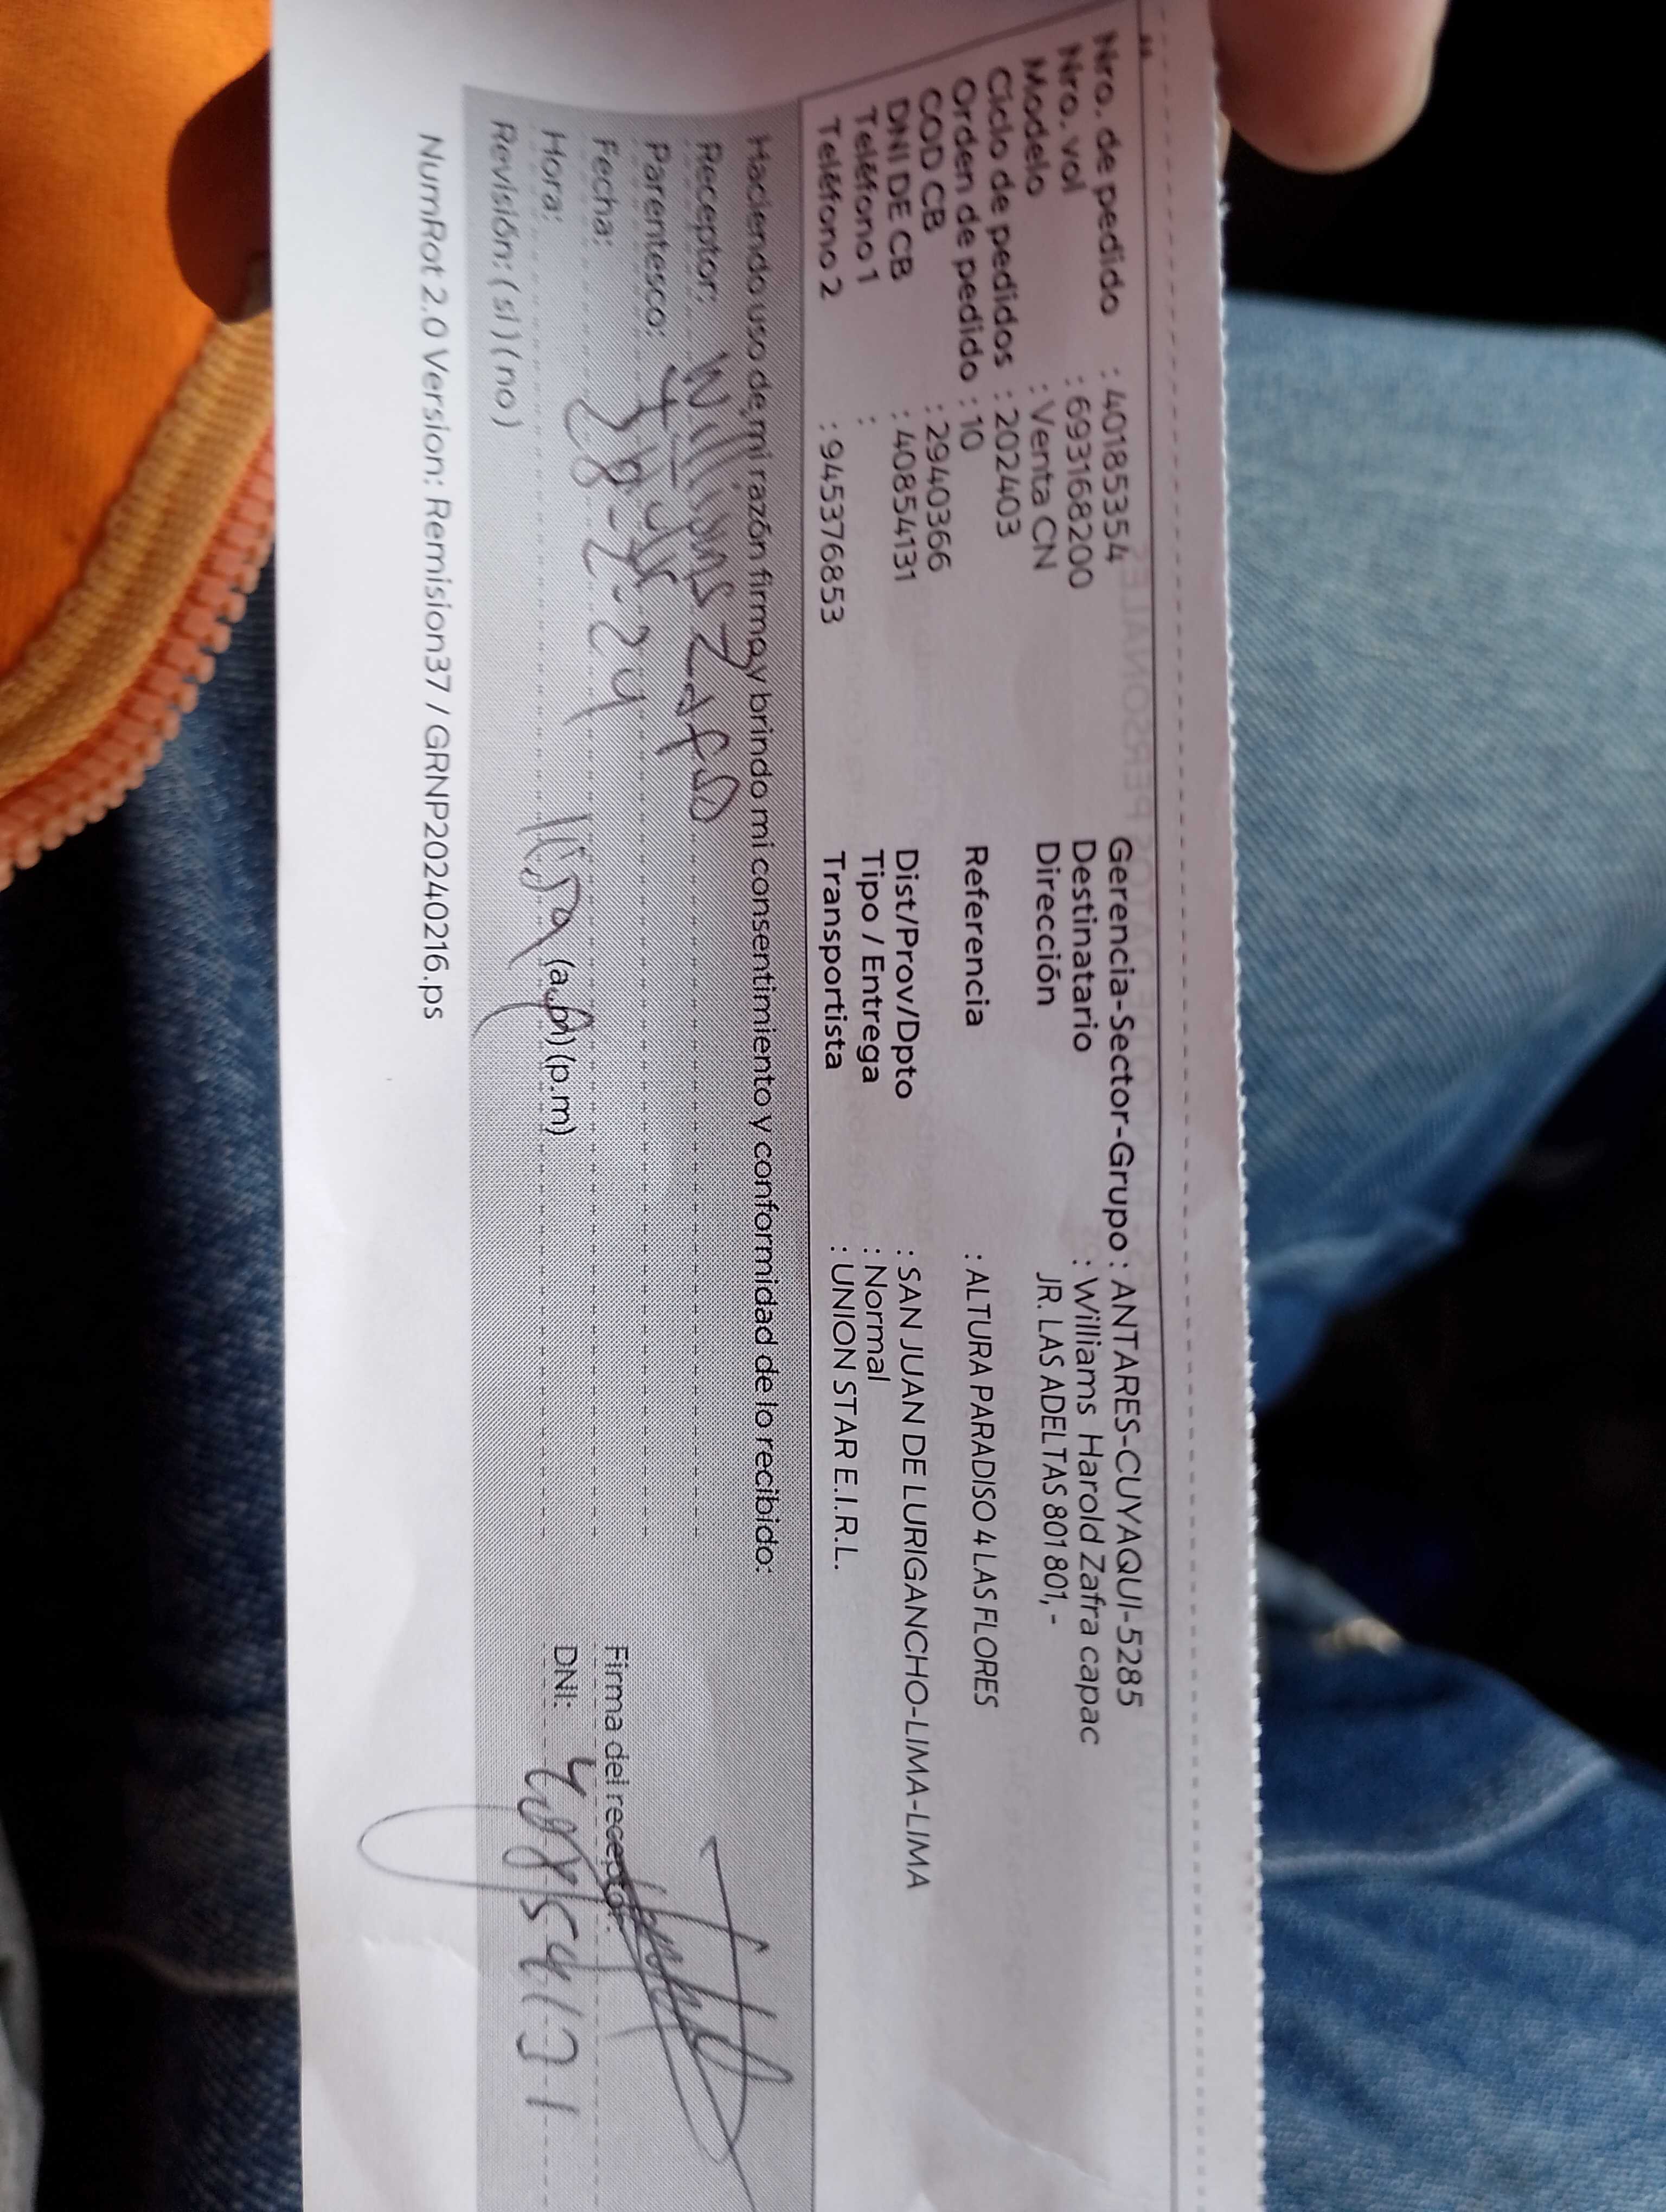 Nro. de pedido : 401853354
Nro. vol : 693168200
Modelo : Venta CN
Ciclo de pedidos : 202403
Orden de pedido : 10
COD CB : 2940366
DNI DE CB : 40854131
Teléfono 1 :
Teléfono 2 : 945376853
Gerencia-Sector-Grupo : ANTARES-CUYAQUI-5285
Destinatario : Williams Harold Zafra capac
Dirección JR. LAS ADELTAS 801 801, -
Referencia : ALTURA PARADISO 4 LAS FLORES
Dist/Prov/Dpto : SAN JUAN DE LURIGANCHO-LIMA-LIMA
Tipo / Entrega : Normal
Transportista : UNION STAR E.I.R.L.
Haciendo uso de mi razón firma y brindo mi consentimiento y conformidad de lo recibido:
Receptor: Williams Zafra
Parentesco: Titular
Fecha: 28-2-24
Hora: (a.m) (p.m)
Revisión: ( si ) ( no )
Firma del receptor:
DNI: 40854131
NumRot 2.0 Version: Remision37 / GRNP20240216.ps